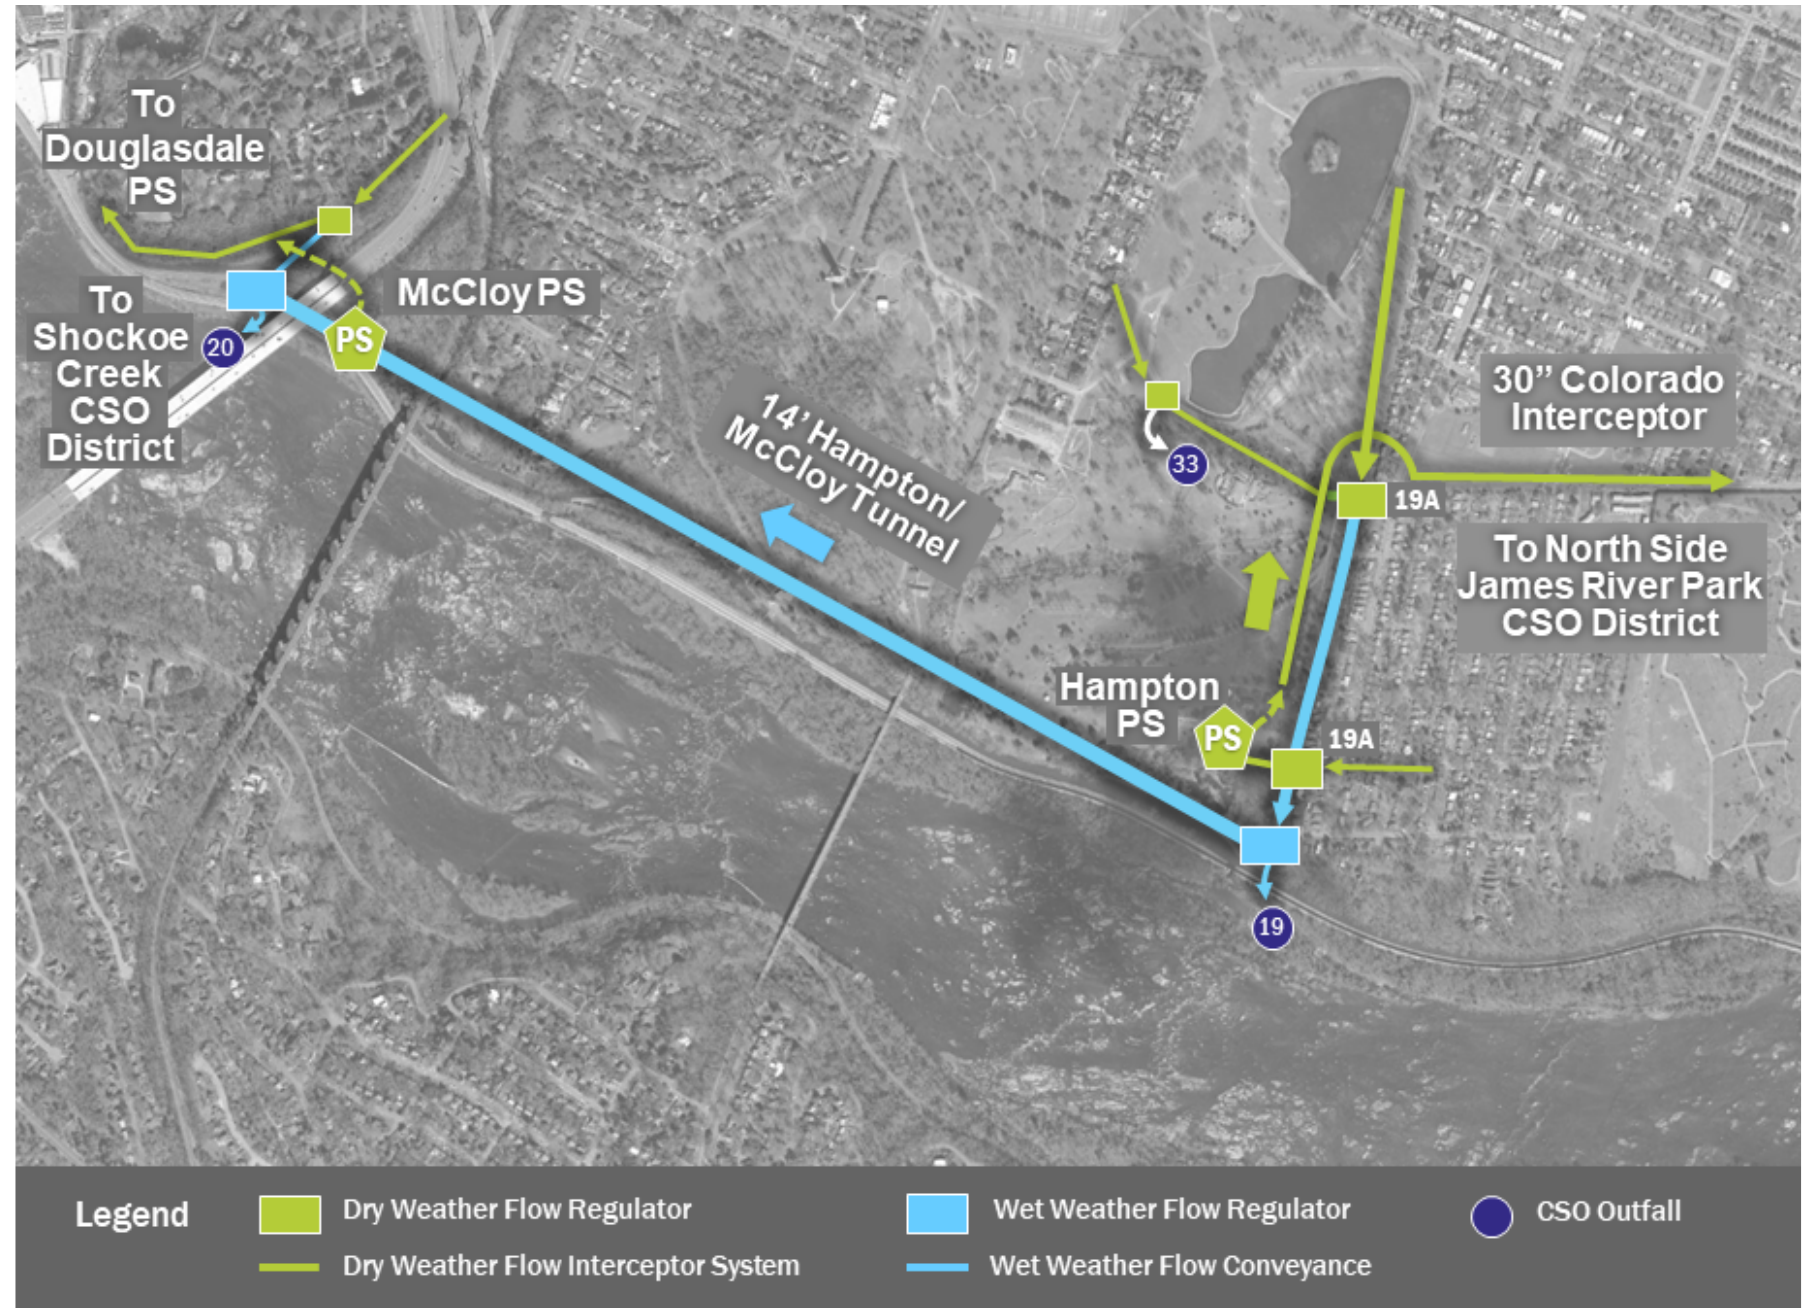 To
Douglasdale
PS
To
Shockoe
Creek
CSO
District
20
McCloy PS
PS
14’ Hampton/
McCloy Tunnel
33
30” Colorado
Interceptor
19A
To North Side
James River Park
CSO District
Hampton
PS
PS
19A
19
Legend
Dry Weather Flow Regulator
Wet Weather Flow Regulator
CSO Outfall
Dry Weather Flow Interceptor System
Wet Weather Flow Conveyance